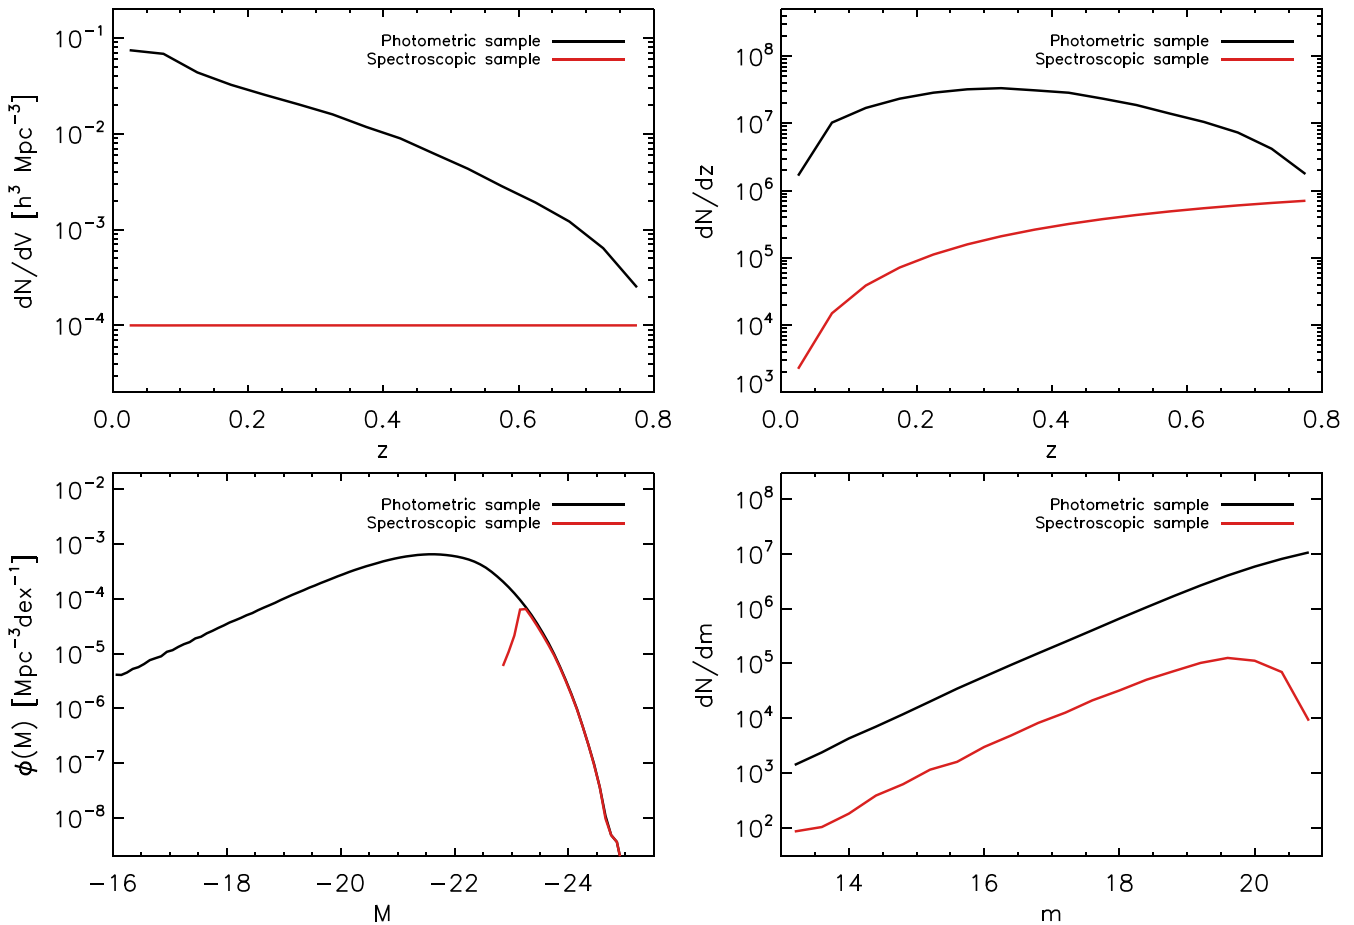 dN/dV [h³ Mpc⁻³]
10⁻¹
10⁻²
10⁻³
10⁻⁴
Photometric sample
Spectroscopic sample
0.0 0.2 0.4 0.6 0.8
z
dN/dz
10⁸
10⁷
10⁶
10⁵
10⁴
10³
Photometric sample
Spectroscopic sample
0.0 0.2 0.4 0.6 0.8
z
ϕ(M) [Mpc⁻³dex⁻¹]
10⁻²
10⁻³
10⁻⁴
10⁻⁵
10⁻⁶
10⁻⁷
10⁻⁸
Photometric sample
Spectroscopic sample
−16 −18 −20 −22 −24
M
dN/dm
10⁸
10⁷
10⁶
10⁵
10⁴
10³
10²
Photometric sample
Spectroscopic sample
14 16 18 20
m